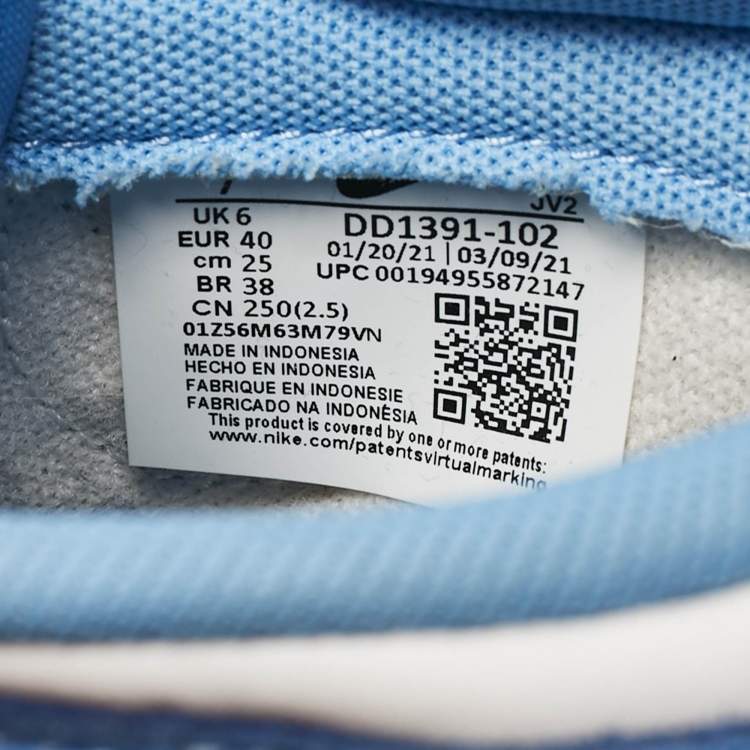 JV2
UK 6
EUR 40
cm 25
BR 38
CN 250(2.5)
DD1391-102
01/20/21 | 03/09/21
UPC 00194955872147
01Z56M63M79VN
MADE IN INDONESIA
HECHO EN INDONESIA
FABRIQUE EN INDONESIE
FABRICADO NA INDONÉSIA
This product is covered by one or more patents:
www.nike.com/patentsvirtualmarking